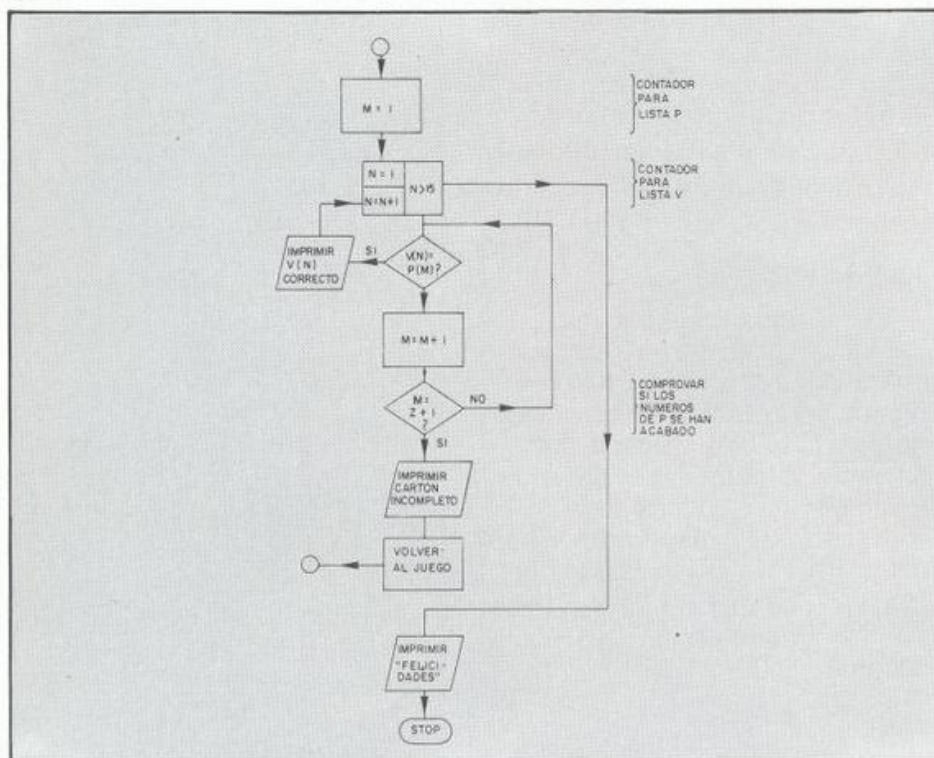 M = 1
CONTADOR
PARA
LISTA P
N = 1
N=N+1
N>15
CONTADOR
PARA
LISTA V
IMPRIMIR
V(N)
CORRECTO
SI
V(N)=
P(M)?
M=M+1
M=
Z+1
?
NO
SI
COMPROVAR
SI LOS
NUMEROS
DE P SE HAN
ACABADO
IMPRIMIR
CARTON
INCOMPLETO
VOLVER-
AL JUEGO
IMPRIMIR
"FELICI-
DADES"
STOP